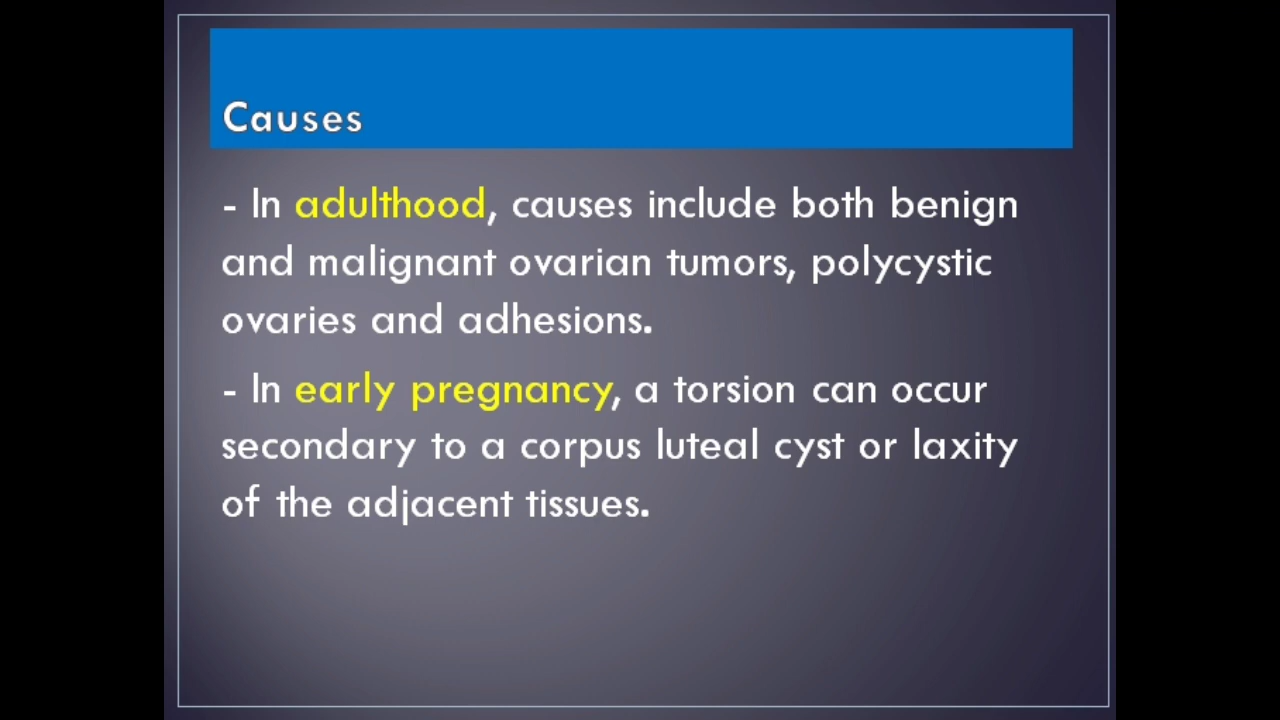 Causes
- In adulthood, causes include both benign
and malignant ovarian tumors, polycystic
ovaries and adhesions.
- In early pregnancy, a torsion can occur
secondary to a corpus luteal cyst or laxity
of the adjacent tissues.